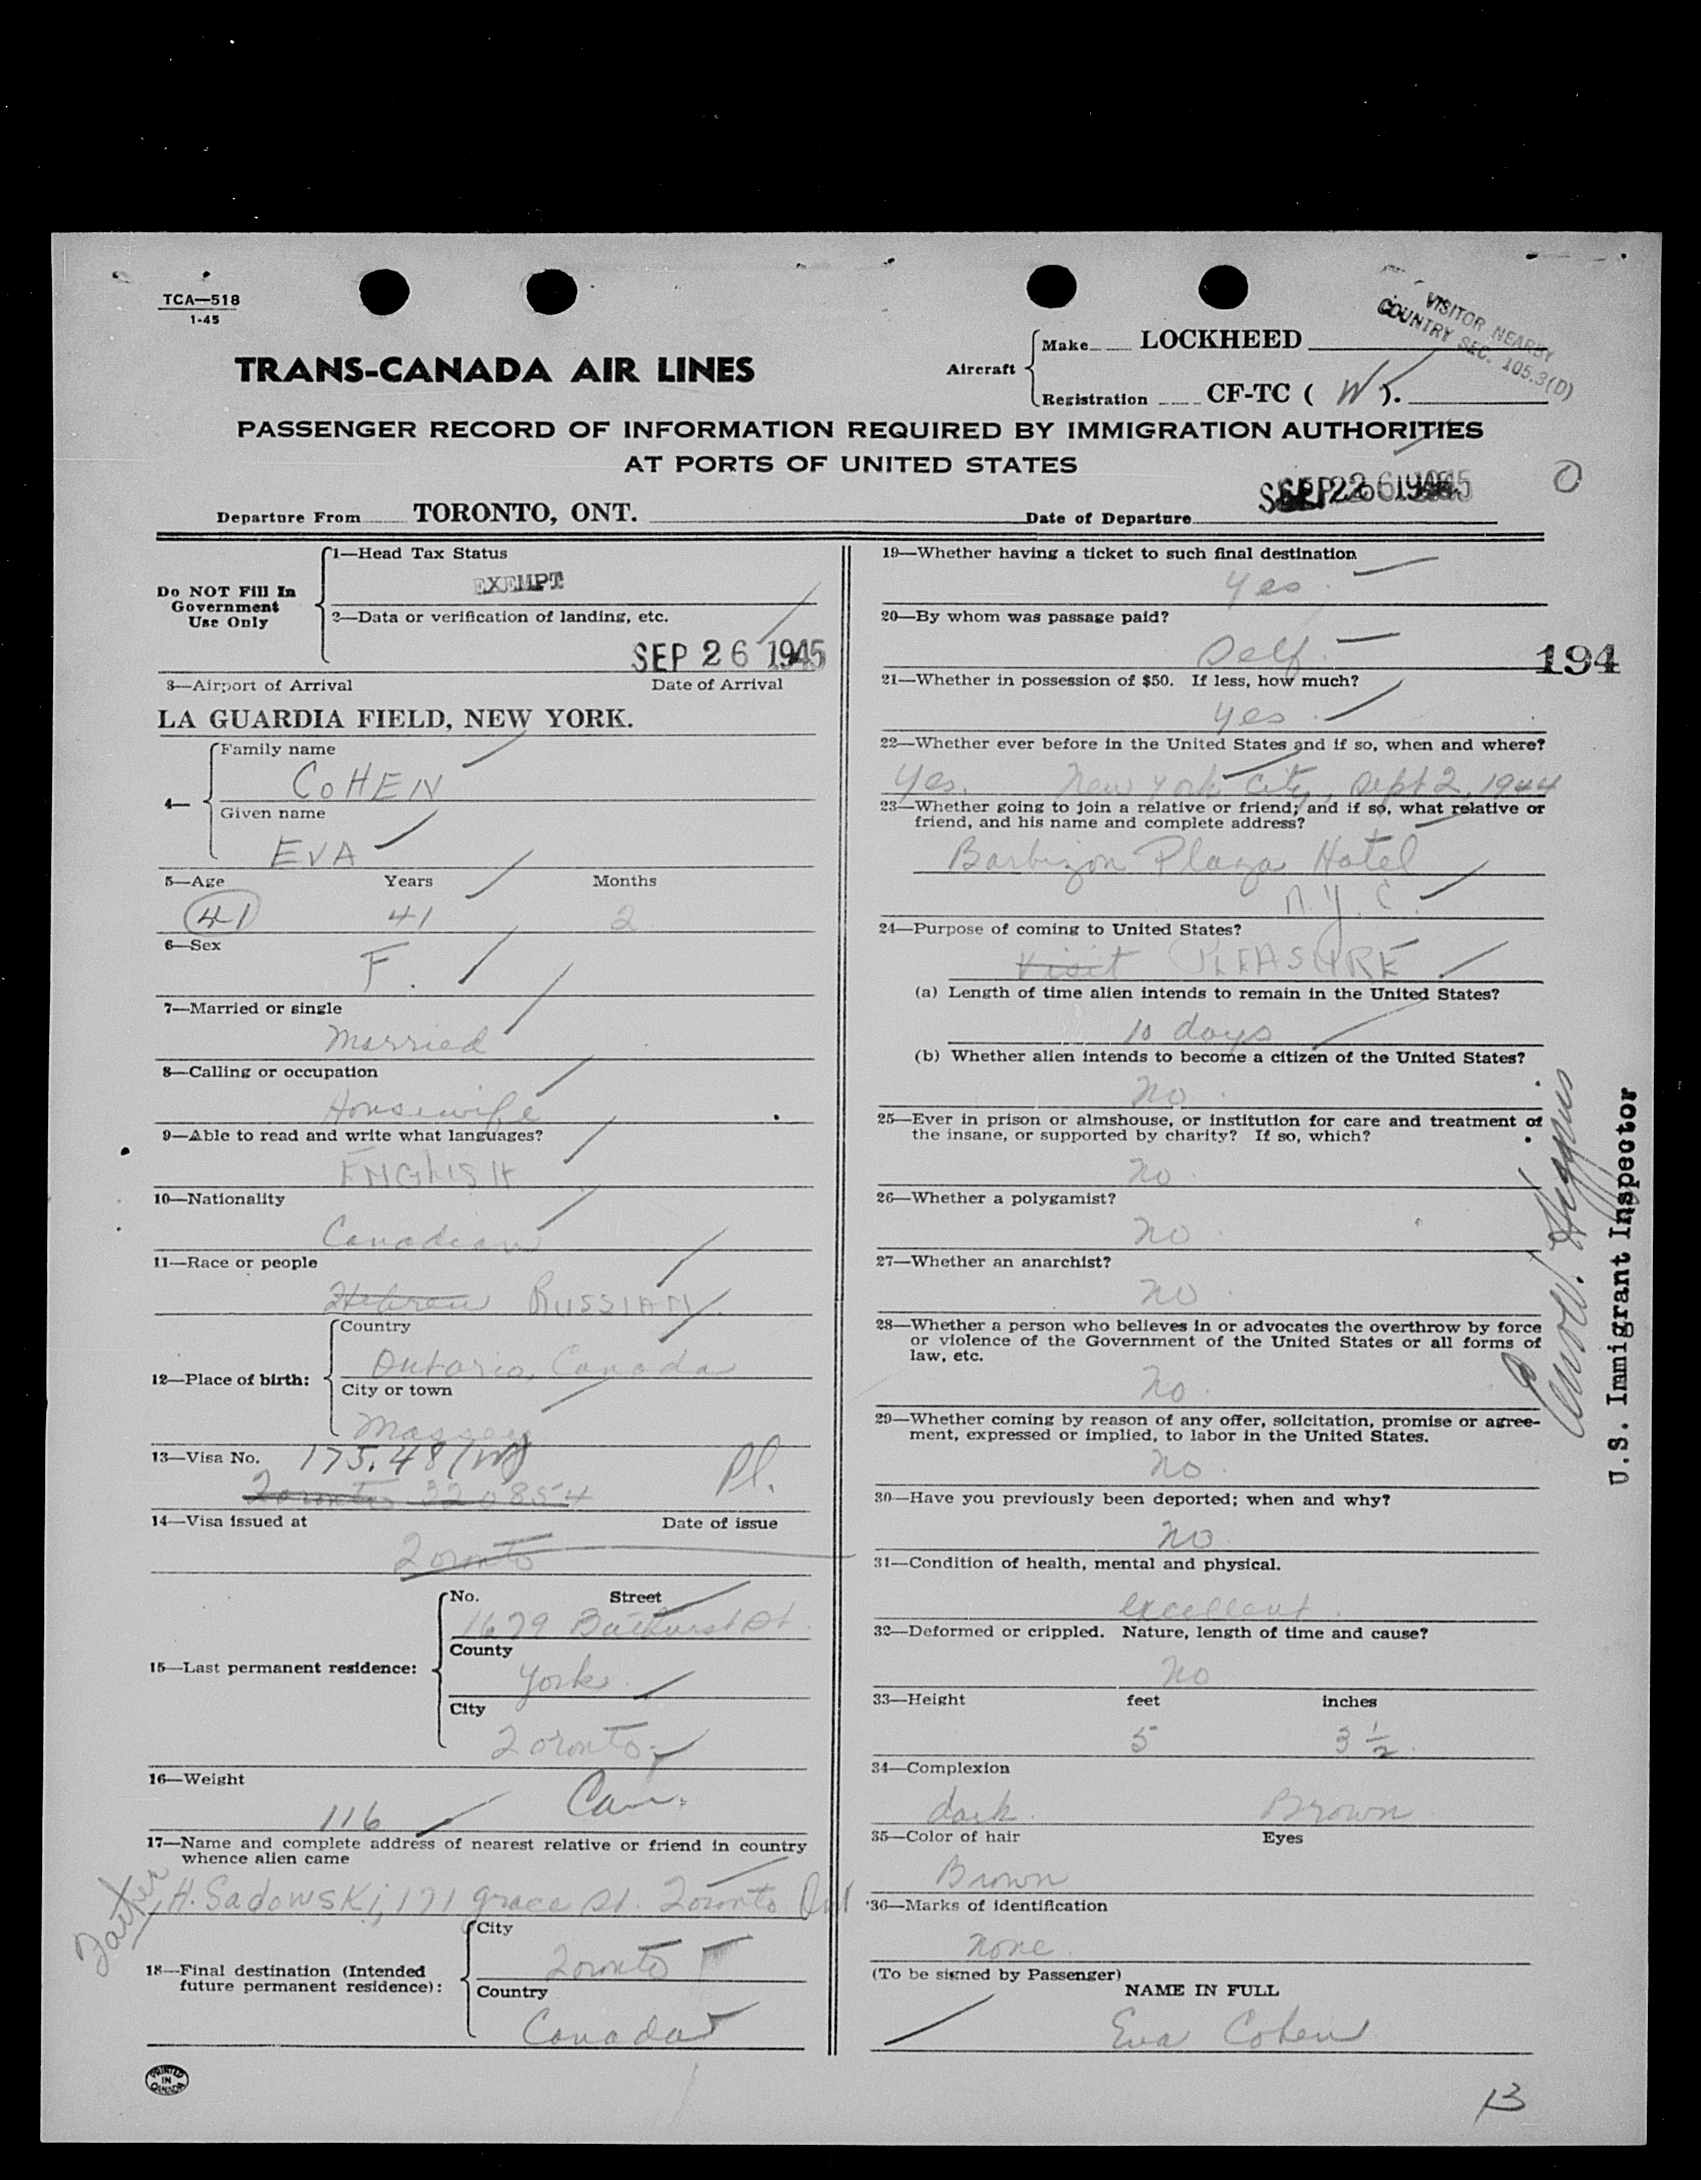 TCA—518
1-45
VISITOR NEARBY
COUNTRY SEC. 105.3(D)
TRANS-CANADA AIR LINES
Aircraft
Make LOCKHEED
Registration CF-TC ( W ).
PASSENGER RECORD OF INFORMATION REQUIRED BY IMMIGRATION AUTHORITIES
AT PORTS OF UNITED STATES
Departure From TORONTO, ONT.
Date of Departure
Do NOT Fill In
Government
Use Only
1—Head Tax Status
EXEMPT
2—Data or verification of landing, etc.
SEP 26 1945
3—Airport of Arrival Date of Arrival
LA GUARDIA FIELD, NEW YORK.
4—
Family name
COHEN
Given name
EVA
5—Age Years Months
41 41 2
6—Sex
F.
7—Married or single
Married
8—Calling or occupation
Housewife
9—Able to read and write what languages?
ENGLISH
10—Nationality
Canadian
11—Race or people
Hebrew RUSSIAN
12—Place of birth:
Country
Ontario, Canada
City or town
Massey
13—Visa No. 175.48
Toronto 220854
Pl.
14—Visa issued at Date of issue
Toronto
15—Last permanent residence:
No. Street
1679 Bathurst St.
County
York
City
Toronto
16—Weight
116
Can.
17—Name and complete address of nearest relative or friend in country
whence alien came
Father
H. Sadowski, 171 Grace St. Toronto Ont
18—Final destination (Intended
future permanent residence):
City
Toronto
Country
Canada
PRINTED
IN
CANADA
19—Whether having a ticket to such final destination
Yes.
20—By whom was passage paid?
Self.
194
21—Whether in possession of $50. If less, how much?
Yes.
22—Whether ever before in the United States and if so, when and where?
Yes. New York City, Sept 2, 1944
23—Whether going to join a relative or friend; and if so, what relative or
friend, and his name and complete address?
Barbizon Plaza Hotel
N.Y.C.
24—Purpose of coming to United States?
Visit PLEASURE
(a) Length of time alien intends to remain in the United States?
10 days
(b) Whether alien intends to become a citizen of the United States?
No.
25—Ever in prison or almshouse, or institution for care and treatment of
the insane, or supported by charity? If so, which?
No.
26—Whether a polygamist?
No.
27—Whether an anarchist?
No.
28—Whether a person who believes in or advocates the overthrow by force
or violence of the Government of the United States or all forms of
law, etc.
No.
29—Whether coming by reason of any offer, solicitation, promise or agree-
ment, expressed or implied, to labor in the United States.
No.
30—Have you previously been deported; when and why?
No.
31—Condition of health, mental and physical.
excellent.
32—Deformed or crippled. Nature, length of time and cause?
No
33—Height feet inches
5 3 1/2.
34—Complexion
dark. Brown
35—Color of hair Eyes
Brown
36—Marks of identification
None.
(To be signed by Passenger)
NAME IN FULL
Eva Cohen
13
Higgins
U.S. Immigrant Inspector